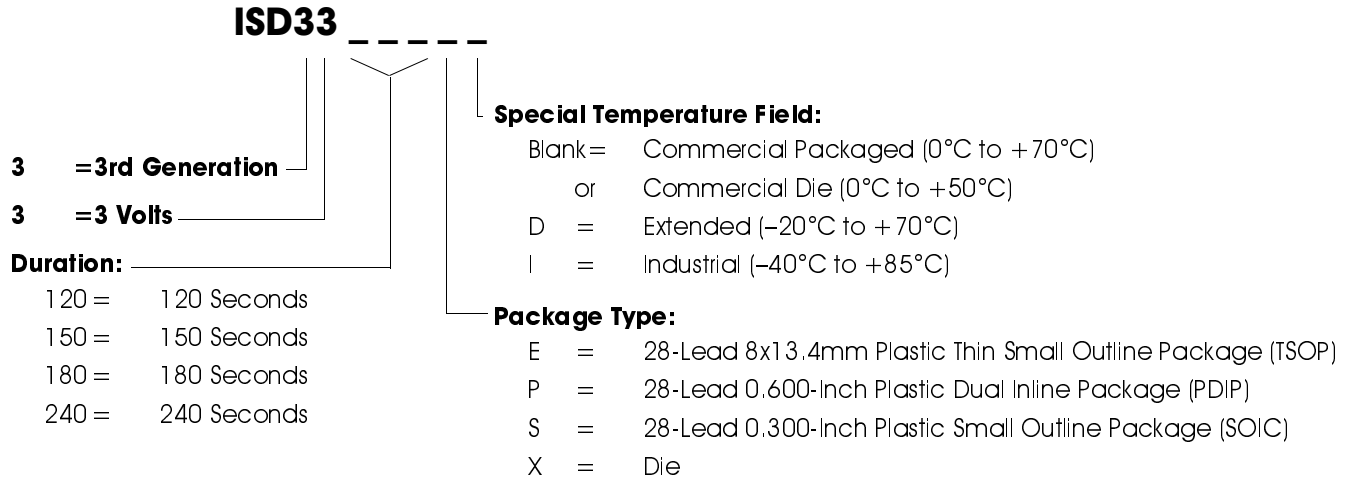 ISD33 _ _ _ _ _
3 =3rd Generation
3 =3 Volts
Duration:
120 = 120 Seconds
150 = 150 Seconds
180 = 180 Seconds
240 = 240 Seconds
Special Temperature Field:
Blank = Commercial Packaged (0°C to +70°C)
or Commercial Die (0°C to +50°C)
D = Extended (–20°C to +70°C)
I = Industrial (–40°C to +85°C)
Package Type:
E = 28-Lead 8x13.4mm Plastic Thin Small Outline Package (TSOP)
P = 28-Lead 0.600-Inch Plastic Dual Inline Package (PDIP)
S = 28-Lead 0.300-Inch Plastic Small Outline Package (SOIC)
X = Die